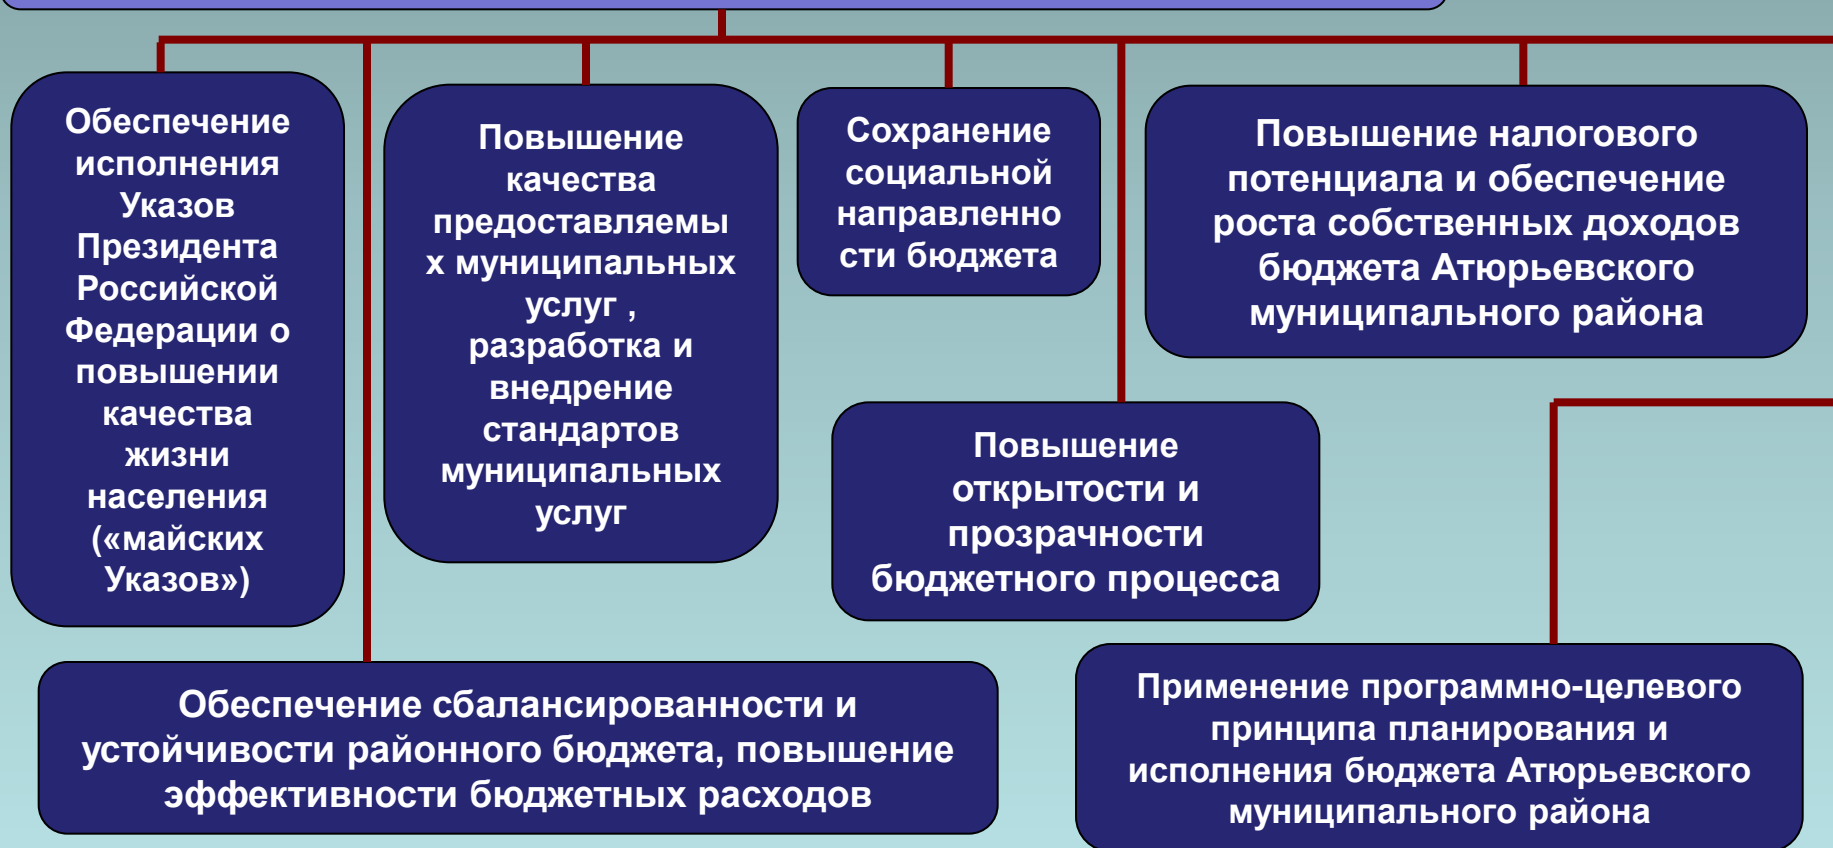 Обеспечение
исполнения
Указов
Президента
Российской
Федерации о
повышении
качества
жизни
населения
(«майских
Указов»)
Повышение
качества
предоставляемы
х муниципальных
услуг ,
разработка и
внедрение
стандартов
муниципальных
услуг
Сохранение
социальной
направленно
сти бюджета
Повышение налогового
потенциала и обеспечение
роста собственных доходов
бюджета Атюрьевского
муниципального района
Повышение
открытости и
прозрачности
бюджетного процесса
Обеспечение сбалансированности и
устойчивости районного бюджета, повышение
эффективности бюджетных расходов
Применение программно-целевого
принципа планирования и
исполнения бюджета Атюрьевского
муниципального района